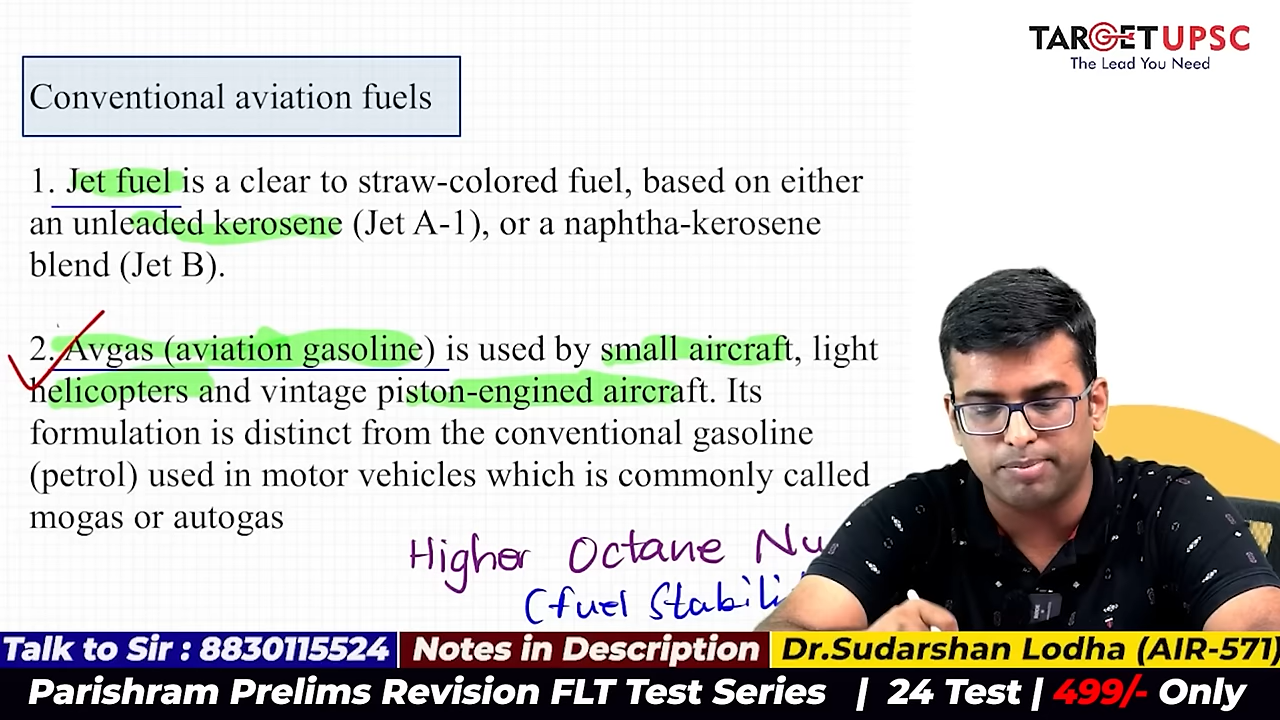 TARGET UPSC
The Lead You Need
Conventional aviation fuels
1. Jet fuel is a clear to straw-colored fuel, based on either
an unleaded kerosene (Jet A-1), or a naphtha-kerosene
blend (Jet B).
2. Avgas (aviation gasoline) is used by small aircraft, light
helicopters and vintage piston-engined aircraft. Its
formulation is distinct from the conventional gasoline
(petrol) used in motor vehicles which is commonly called
mogas or autogas
Higher Octane
(fuel
Talk to Sir : 8830115524
Notes in Description
Dr.Sudarshan Lodha (AIR-571)
Parishram Prelims Revision FLT Test Series | 24 Test | 499/- Only